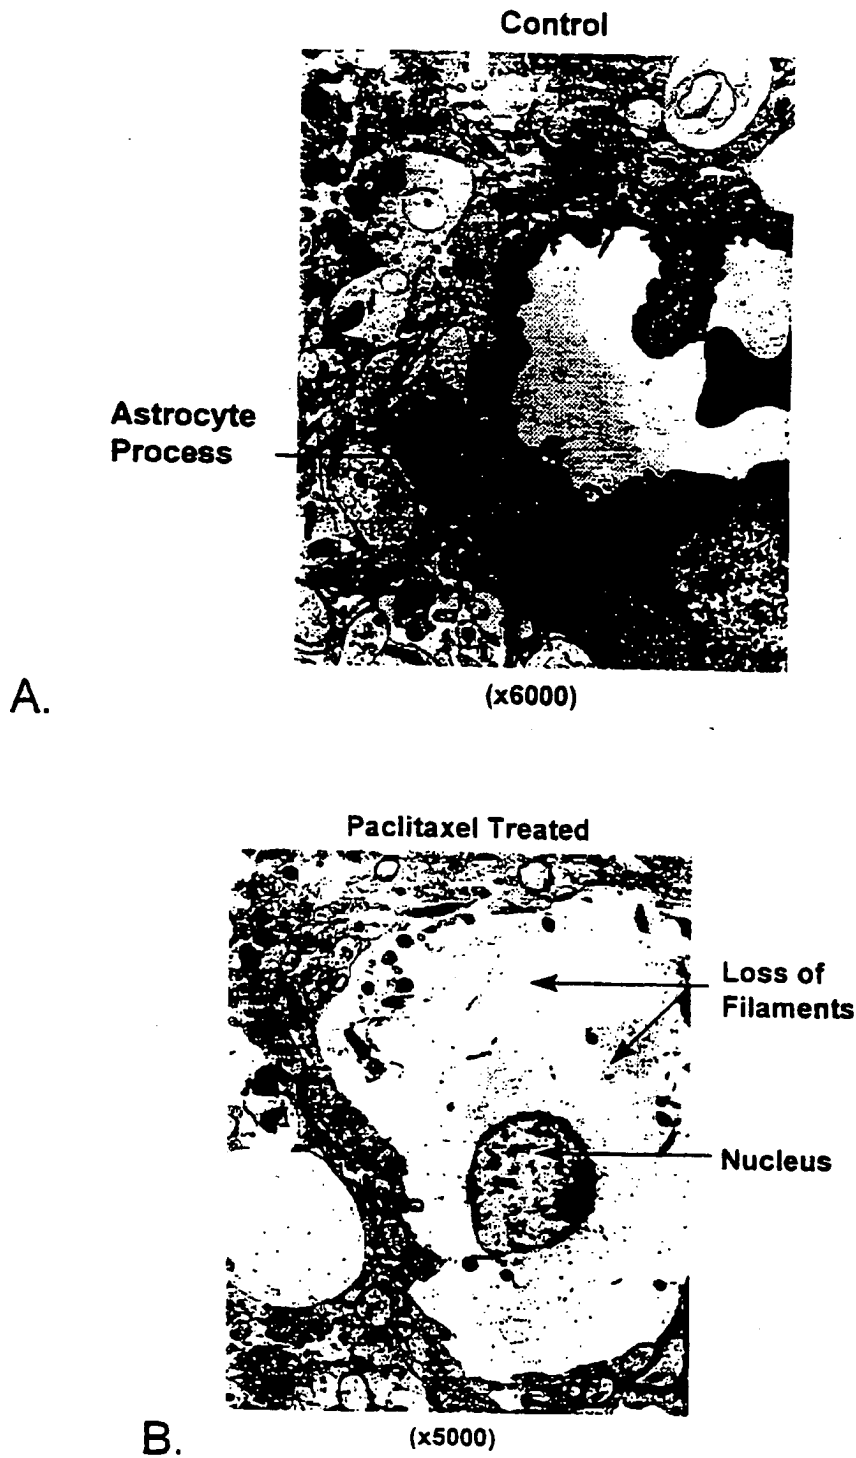 Control
Astrocyte
Process
(x6000)
A.
Paclitaxel Treated
Loss of
Filaments
Nucleus
(x5000)
B.